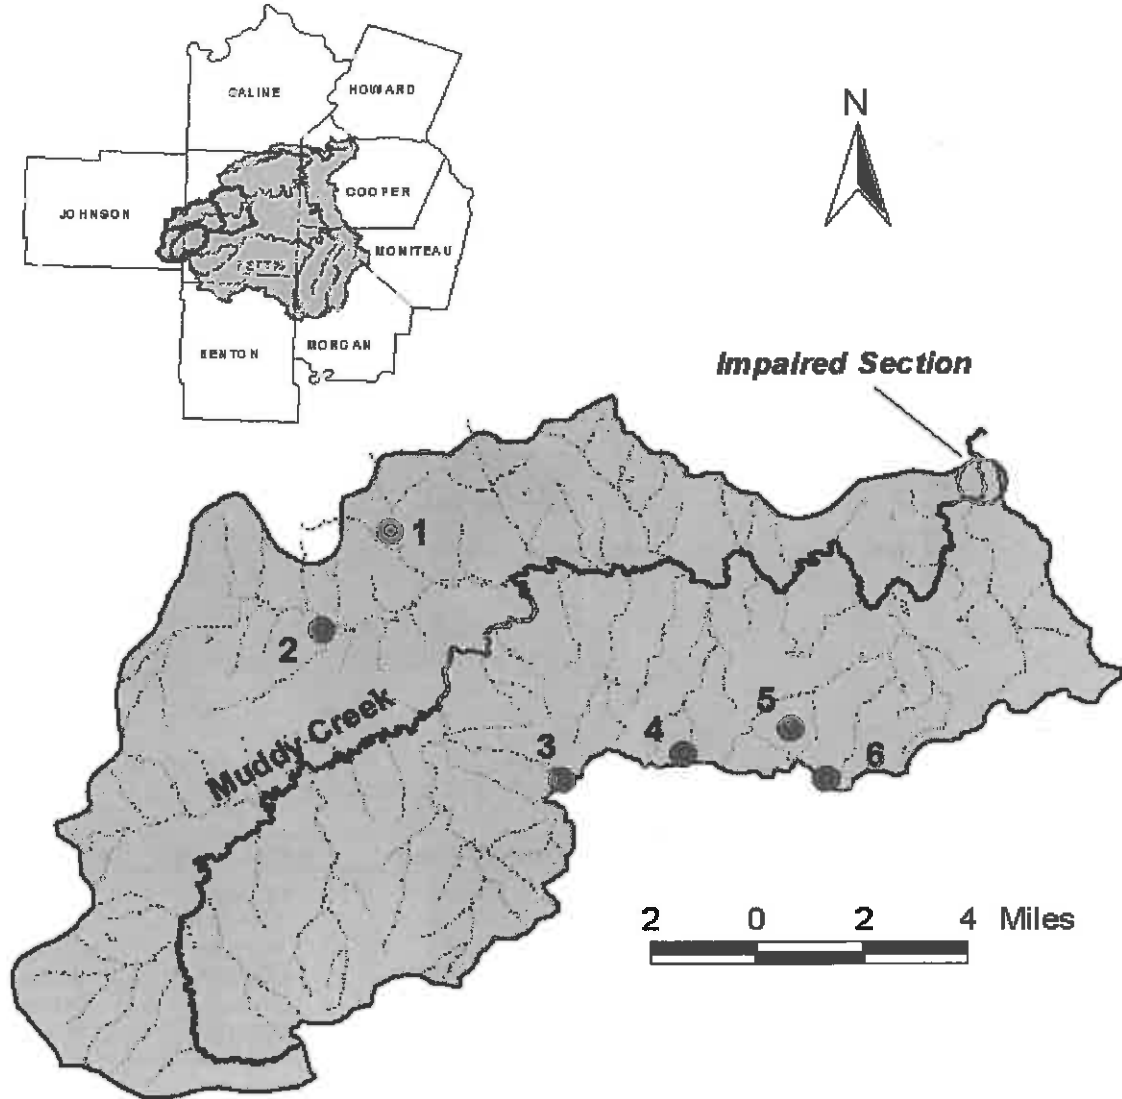 CALINE
HOWARD
N
COOPER
JOHNSON
MONITEAU
BENTON
MORGAN
Impaired Section
1
2
Muddy Creek
3
4
5
6
2 0 2 4 Miles